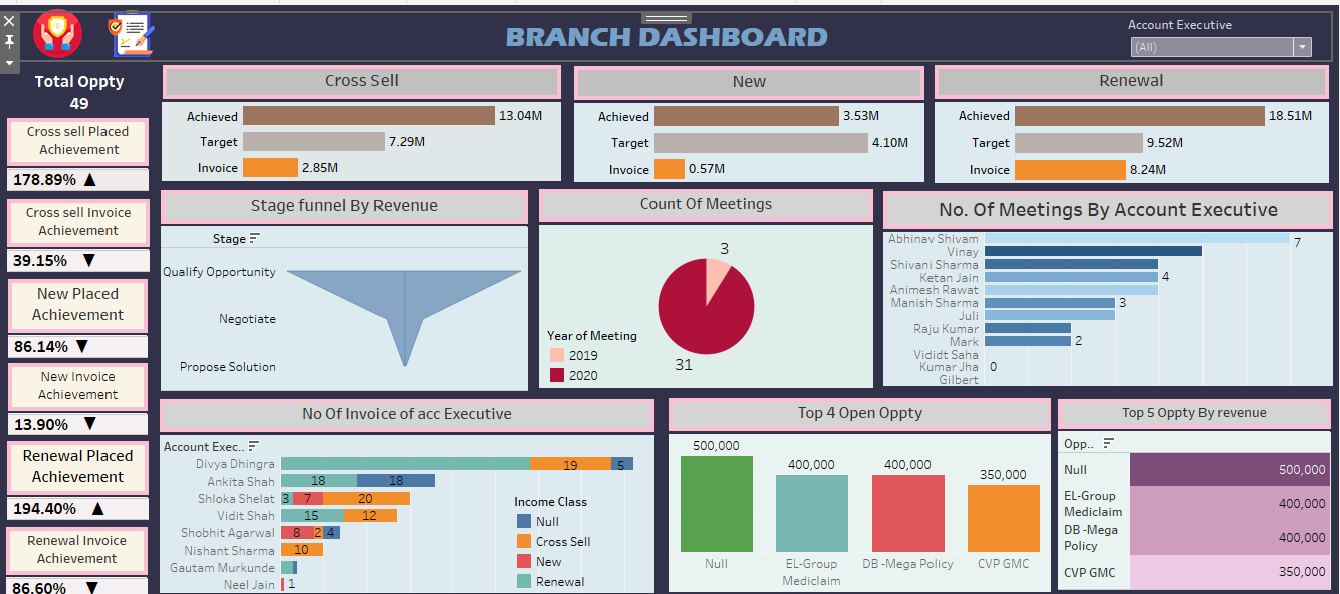 BRANCH DASHBOARD
Account Executive
(All)
Total Oppty
49
Cross sell Placed
Achievement
178.89% ▲
Cross sell Invoice
Achievement
39.15% ▼
New Placed
Achievement
86.14% ▼
New Invoice
Achievement
13.90% ▼
Renewal Placed
Achievement
194.40% ▲
Renewal Invoice
Achievement
86.60% ▼
Cross Sell
Achieved 13.04M
Target 7.29M
Invoice 2.85M
New
Achieved 3.53M
Target 4.10M
Invoice 0.57M
Renewal
Achieved 18.51M
Target 9.52M
Invoice 8.24M
Stage funnel By Revenue
Stage
Qualify Opportunity
Negotiate
Propose Solution
Count Of Meetings
3
31
Year of Meeting
2019
2020
No. Of Meetings By Account Executive
Abhinav Shivam 7
Vinay
Shivani Sharma
Ketan Jain 4
Animesh Rawat
Manish Sharma 3
Juli
Raju Kumar
Mark 2
Vididt Saha
Kumar Jha 0
Gilbert
No Of Invoice of acc Executive
Account Exec..
Divya Dhingra 19 5
Ankita Shah 18 18
Shloka Shelat 3 7 20
Vidit Shah 15 12
Shobhit Agarwal 8 2 4
Nishant Sharma 10
Gautam Murkunde
Neel Jain 1
Income Class
Null
Cross Sell
New
Renewal
Top 4 Open Oppty
500,000
400,000
400,000
350,000
Null
EL-Group
Mediclaim
DB -Mega Policy
CVP GMC
Top 5 Oppty By revenue
Opp..
Null 500,000
EL-Group
Mediclaim 400,000
DB -Mega
Policy 400,000
CVP GMC 350,000